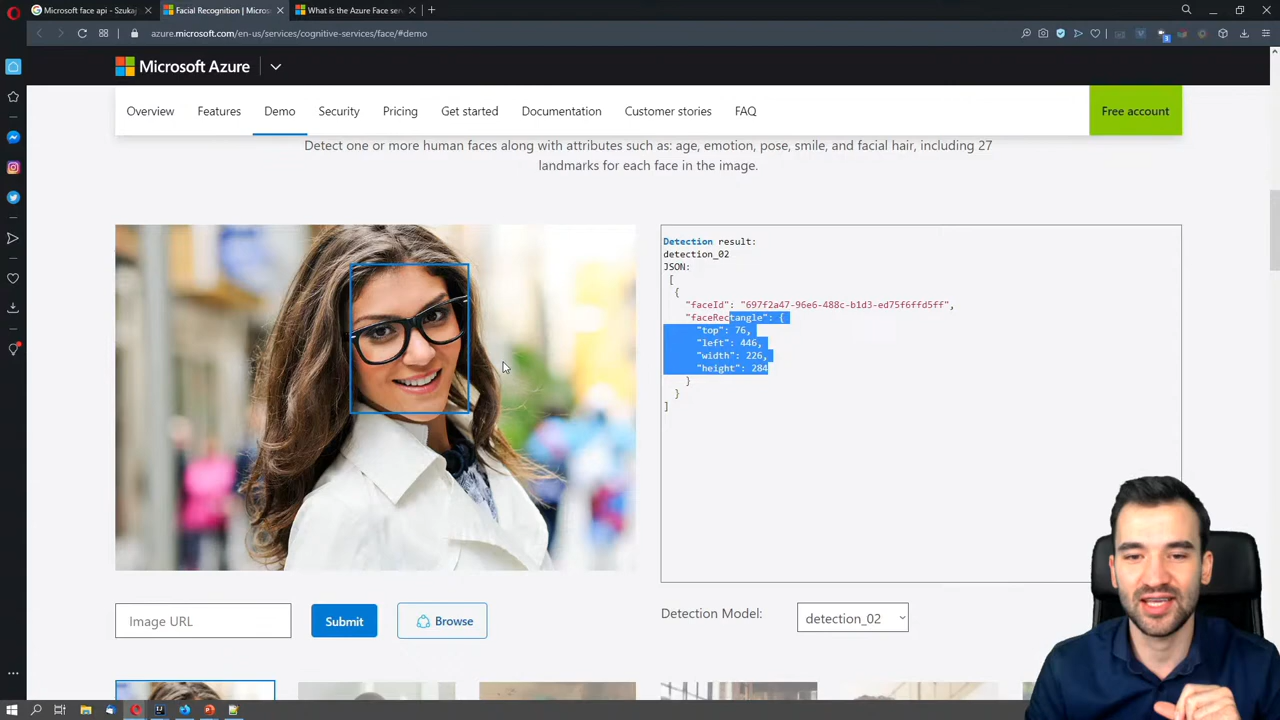 Microsoft face api - Szukaj
Facial Recognition | Micros
What is the Azure Face ser
azure.microsoft.com/en-us/services/cognitive-services/face/#demo
3
Microsoft Azure
Overview
Features
Demo
Security
Pricing
Get started
Documentation
Customer stories
FAQ
Free account
Detect one or more human faces along with attributes such as: age, emotion, pose, smile, and facial hair, including 27
landmarks for each face in the image.
Detection result:
detection_02
JSON:
[
{
"faceId": "697f2a47-96e6-488c-b1d3-ed75f6ffd5ff",
"faceRectangle": {
"top": 76,
"left": 446,
"width": 226,
"height": 284
}
}
]
Image URL
Submit
Browse
Detection Model:
detection_02